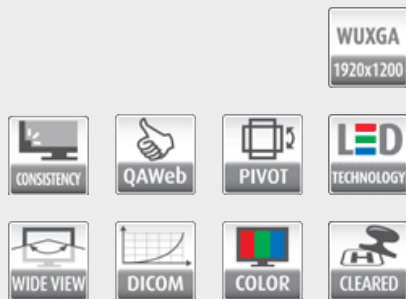 WUXGA
1920x1200
CONSISTENCY
QAWeb
PIVOT
LED
TECHNOLOGY
WIDE VIEW
DICOM
COLOR
H
CLEARED